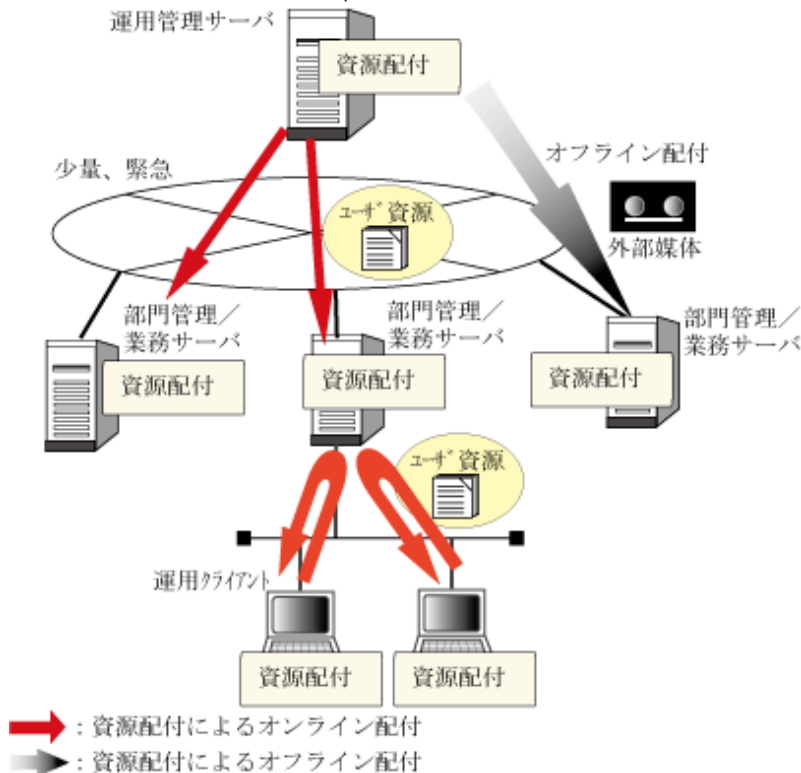 運用管理サーバ
資源配付
少量、緊急
オフライン配付
ﾕｰｻﾞ資源
外部媒体
部門管理／
業務サーバ
資源配付
部門管理／
業務サーバ
資源配付
部門管理／
業務サーバ
資源配付
ﾕｰｻﾞ資源
運用ｸﾗｲｱﾝﾄ
資源配付
資源配付
：資源配付によるオンライン配付
：資源配付によるオフライン配付